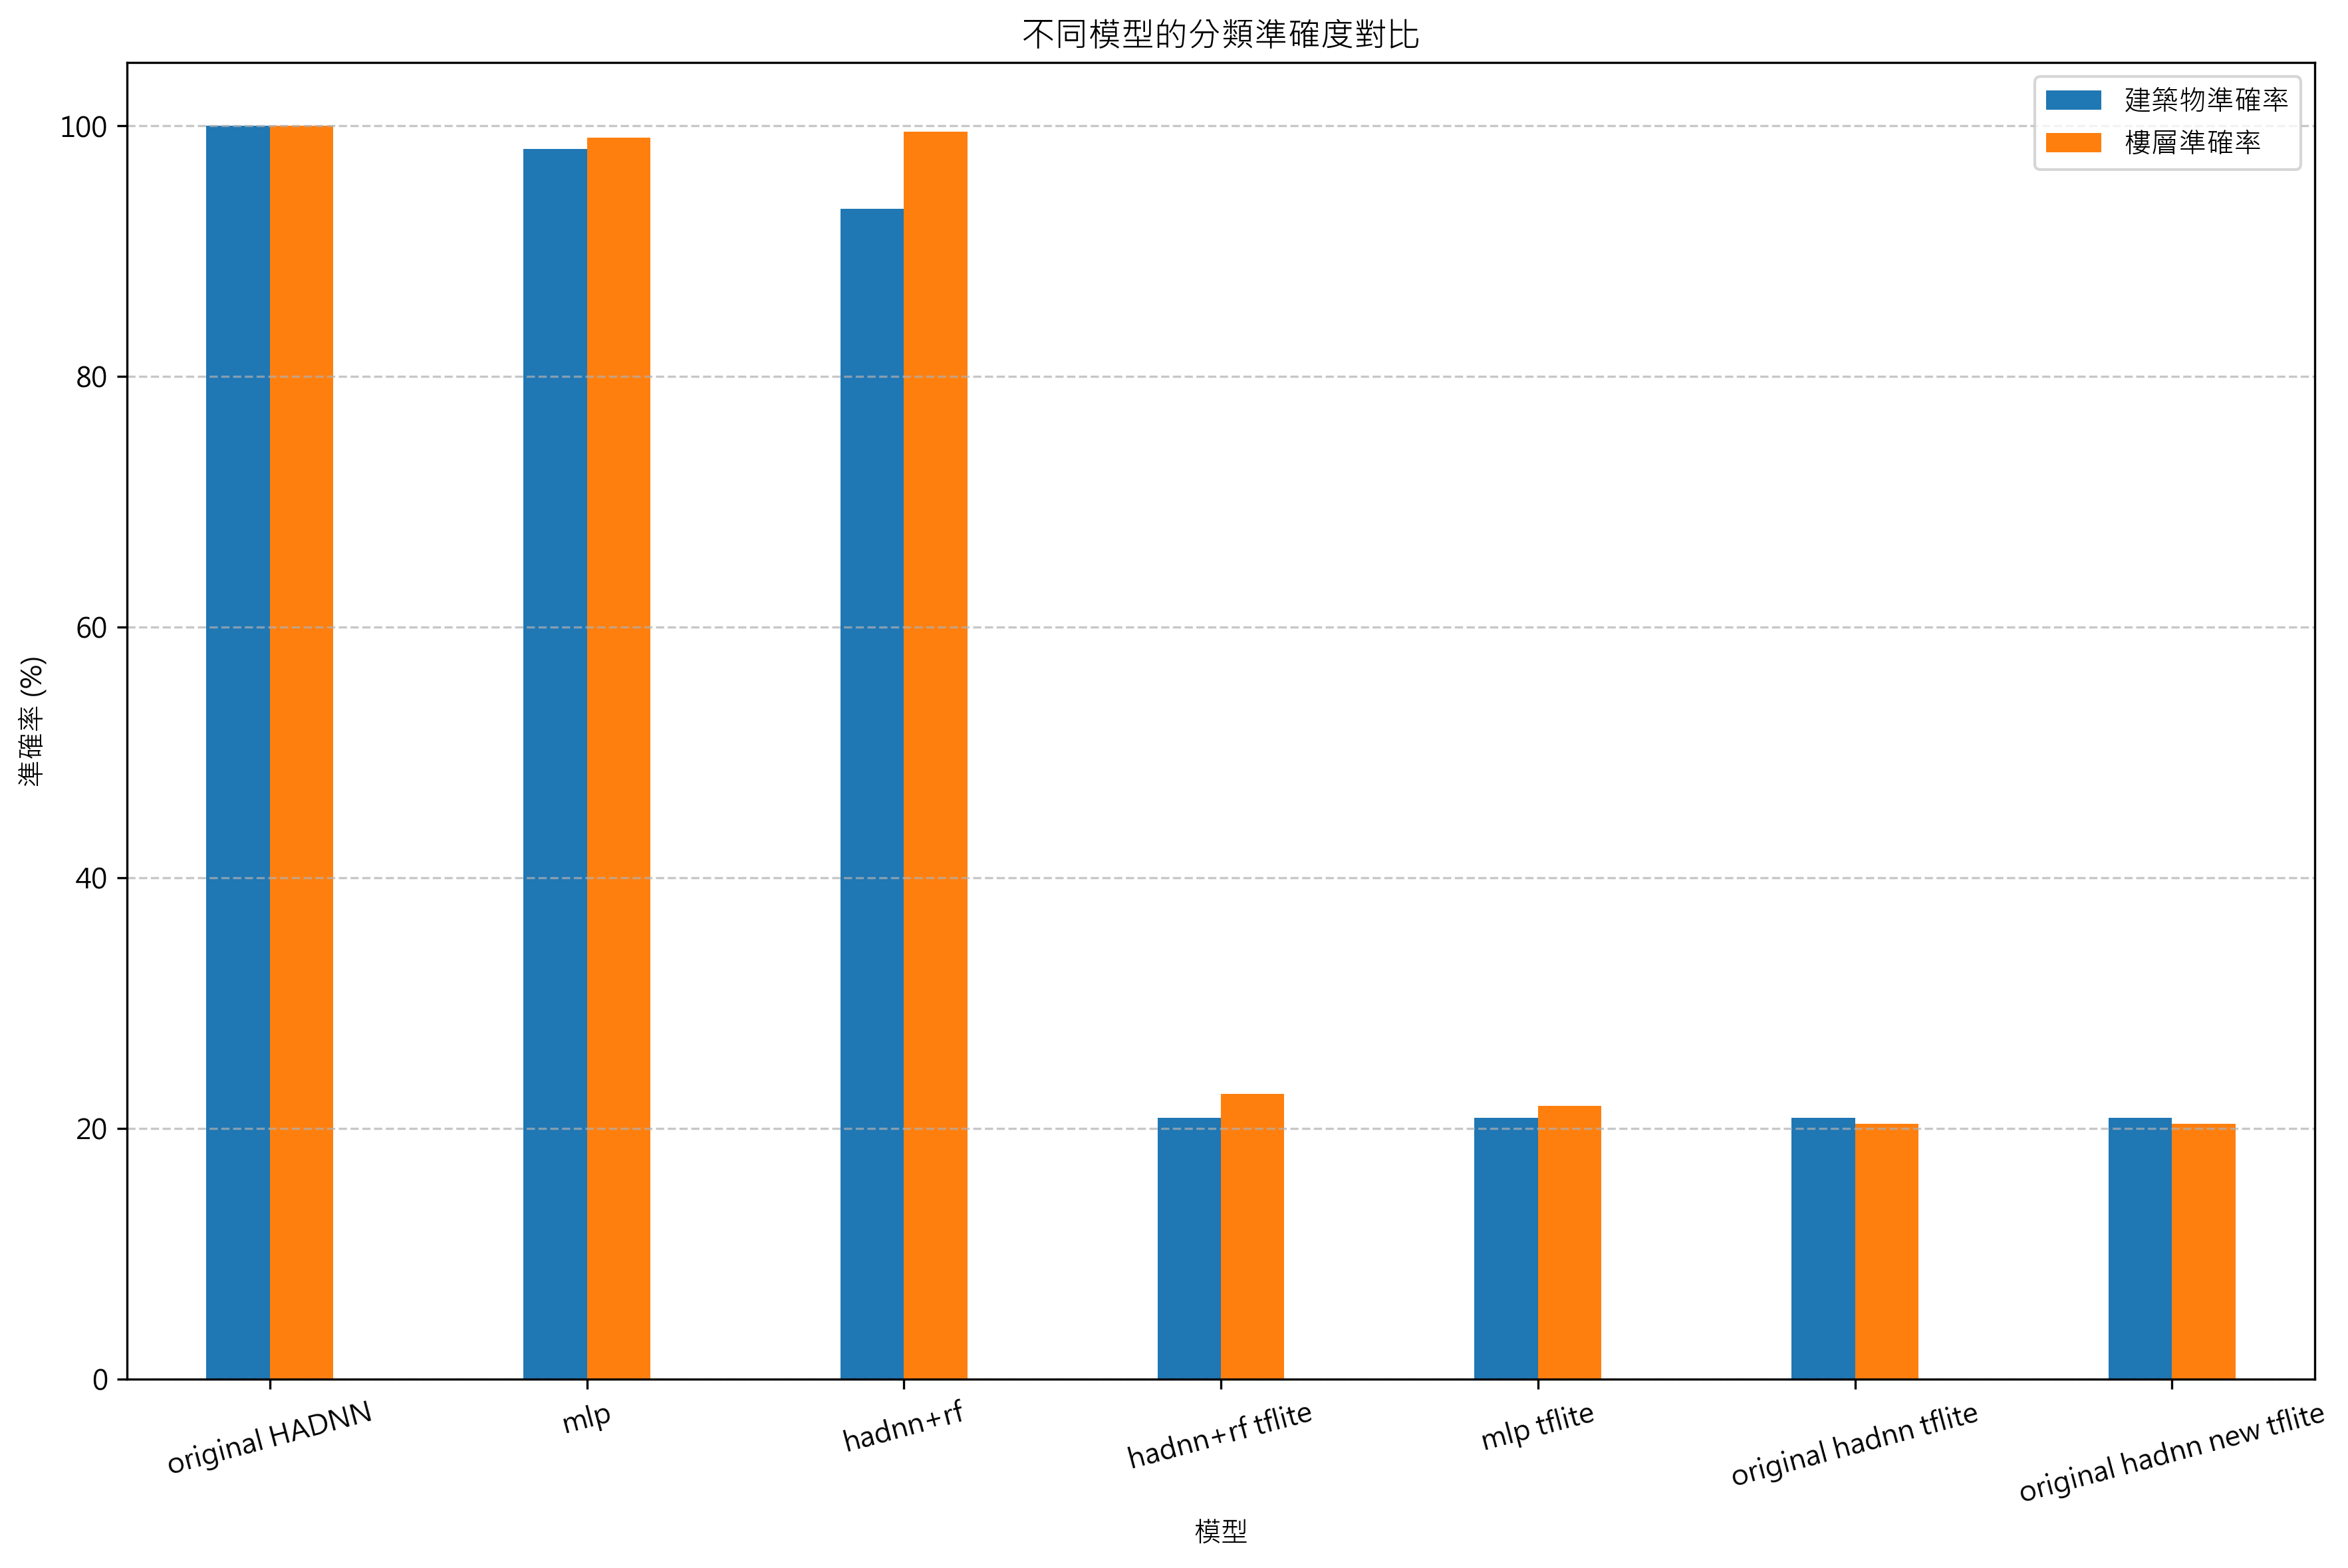 不同模型的分類準確度對比
建築物準確率
樓層準確率
準確率 (%)
100
80
60
40
20
0
original HADNN
mlp
hadnn+rf
hadnn+rf tflite
mlp tflite
original hadnn tflite
original hadnn new tflite
模型